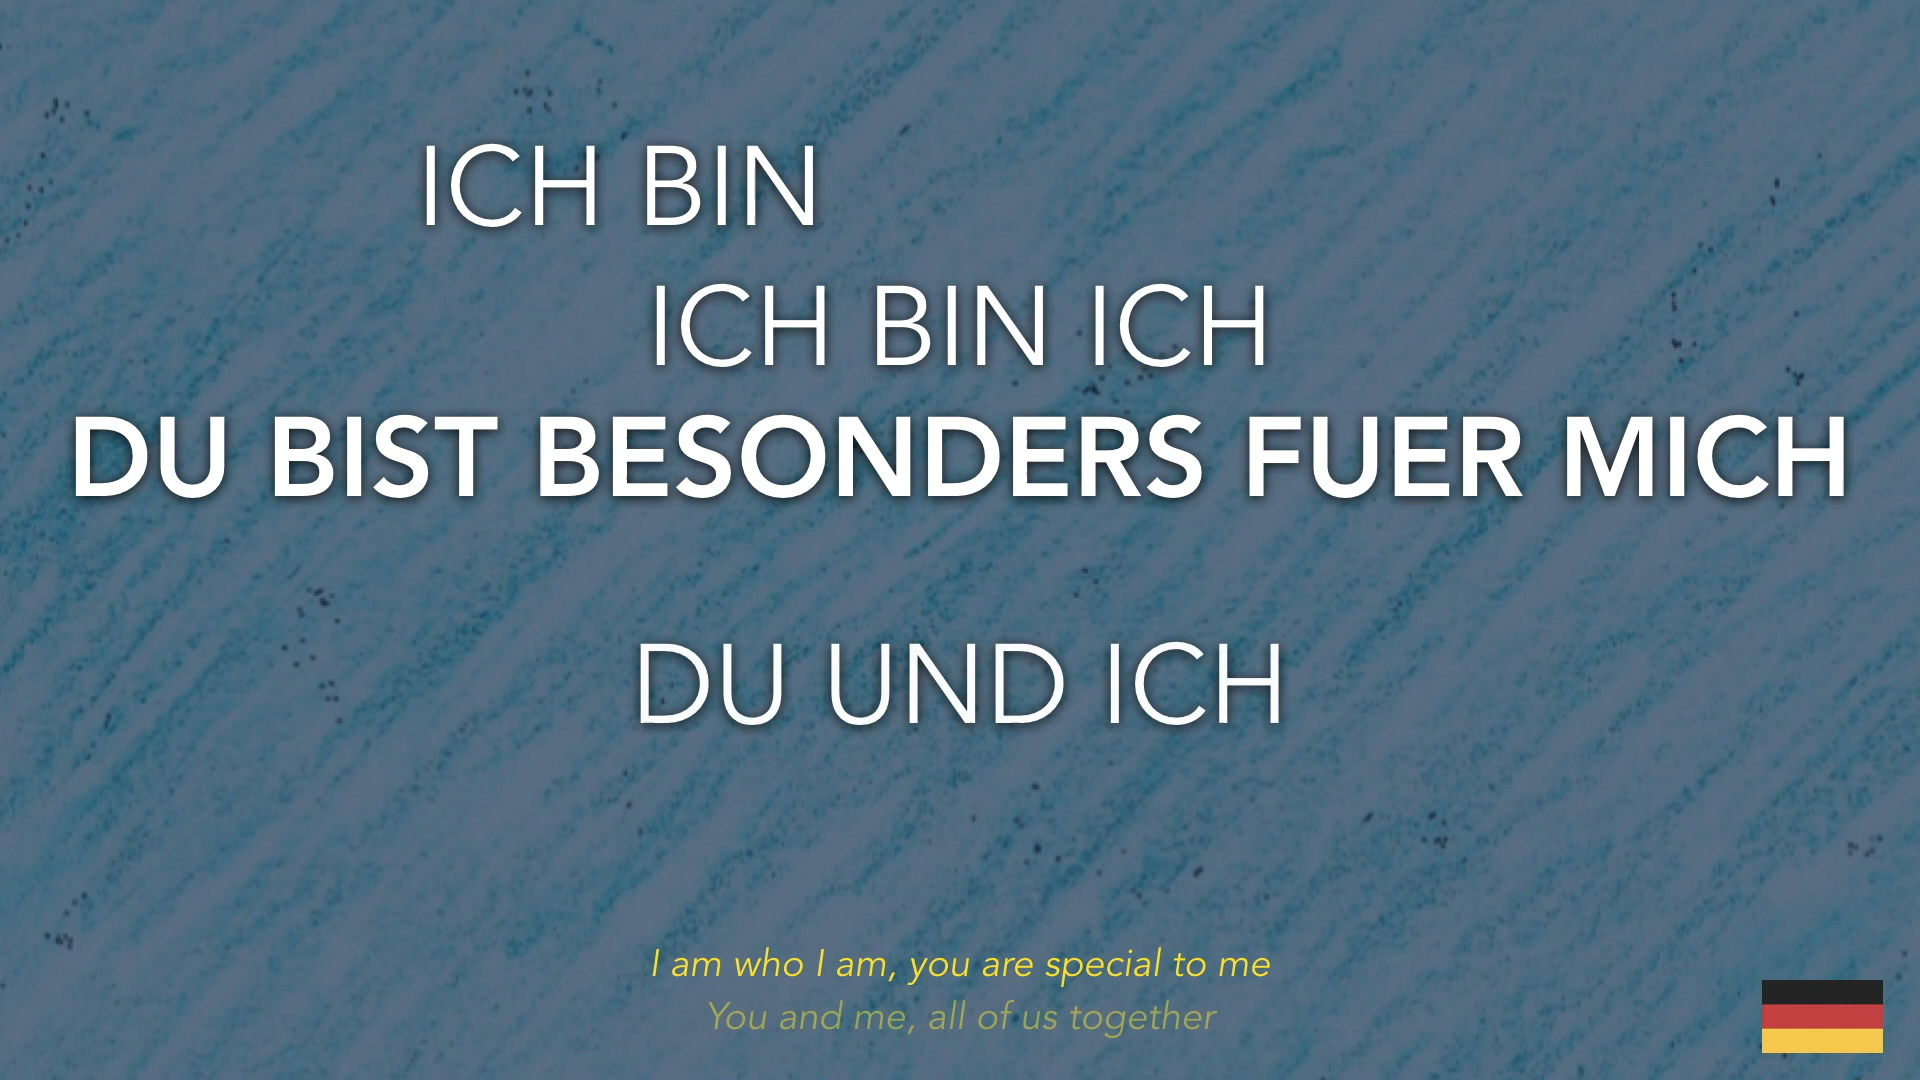 ICH BIN
ICH BIN ICH
DU BIST BESONDERS FUER MICH
DU UND ICH
I am who I am, you are special to me
You and me, all of us together